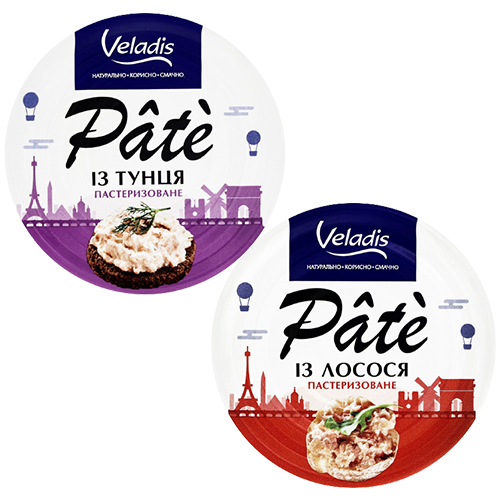 Veladis
НАТУРАЛЬНО • КОРИСНО • СМАЧНО
Pâtè
ІЗ ТУНЦЯ
ПАСТЕРИЗОВАНЕ
Veladis
НАТУРАЛЬНО • КОРИСНО • СМАЧНО
Pâtè
ІЗ ЛОСОСЯ
ПАСТЕРИЗОВАНЕ